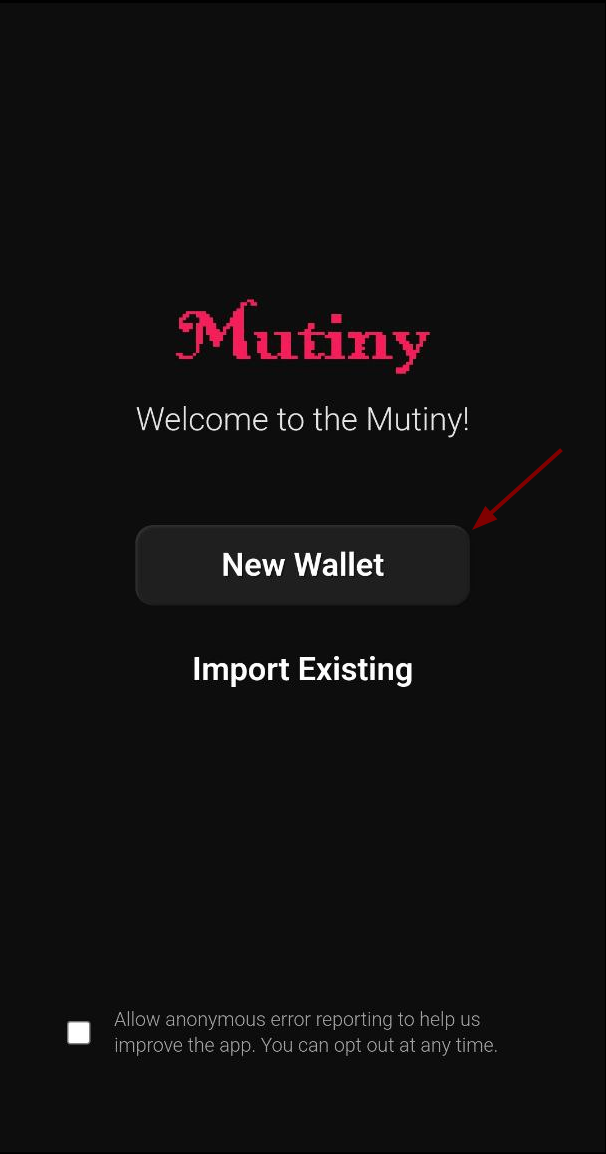 Mutiny
Welcome to the Mutiny!
New Wallet
Import Existing
Allow anonymous error reporting to help us
improve the app. You can opt out at any time.